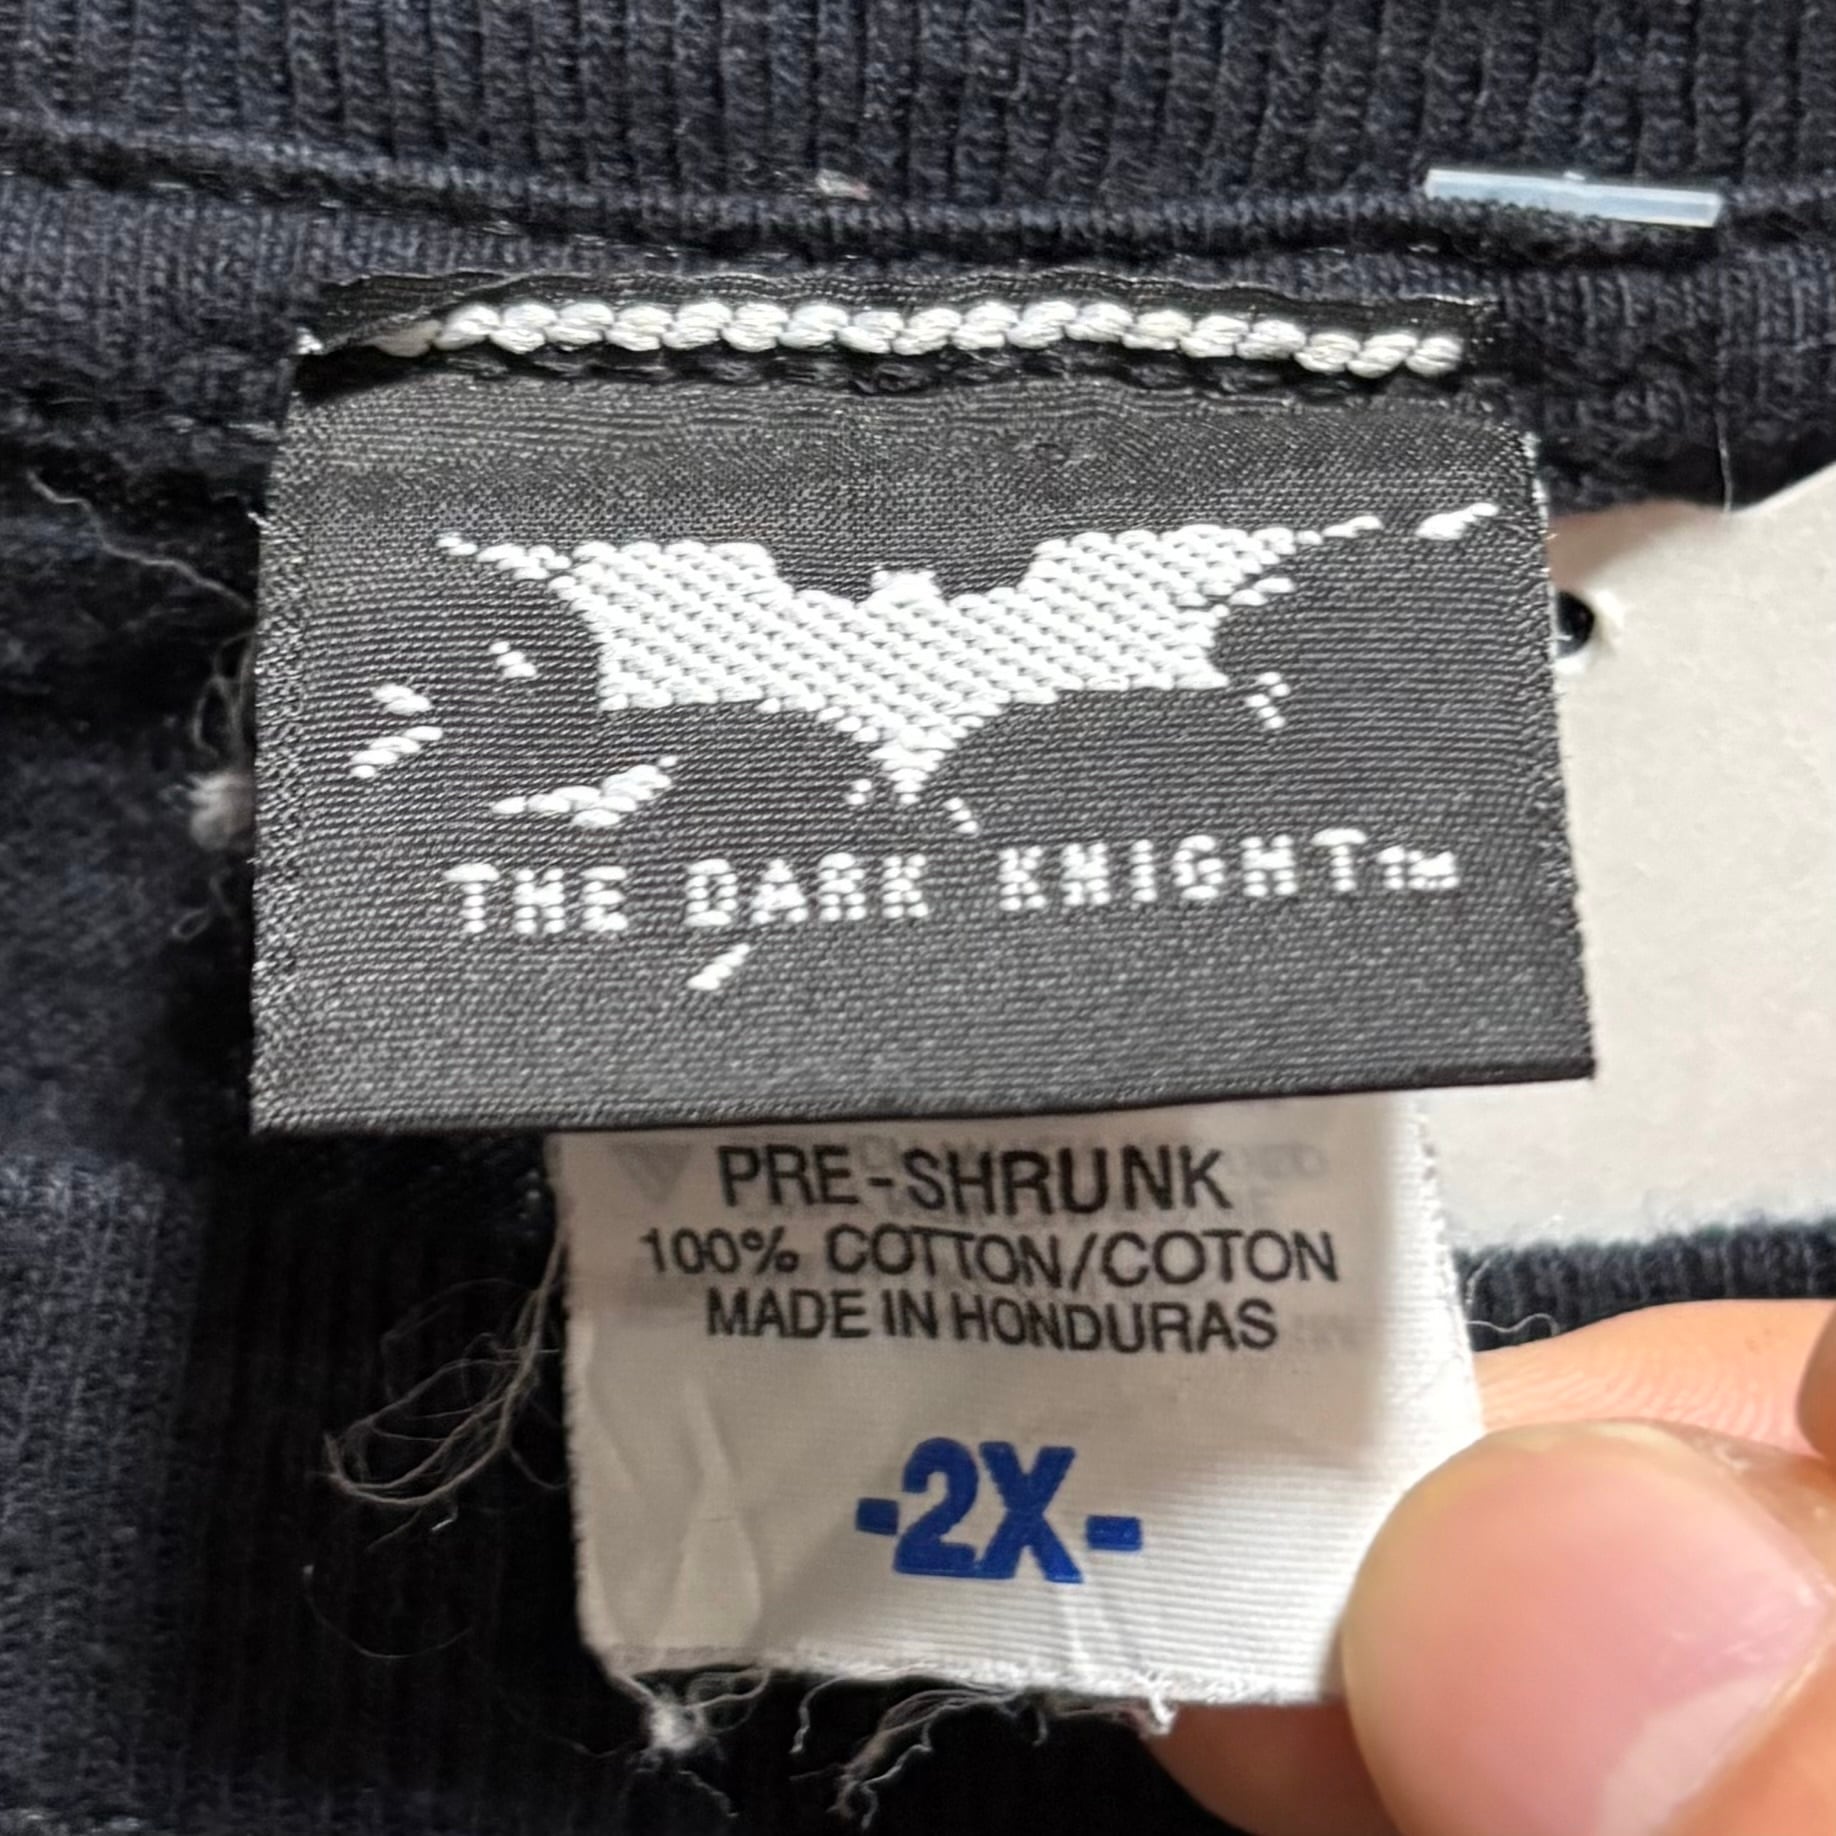 THE DARK KNIGHT™
PRE-SHRUNK
100% COTTON/COTON
MADE IN HONDURAS
-2X-